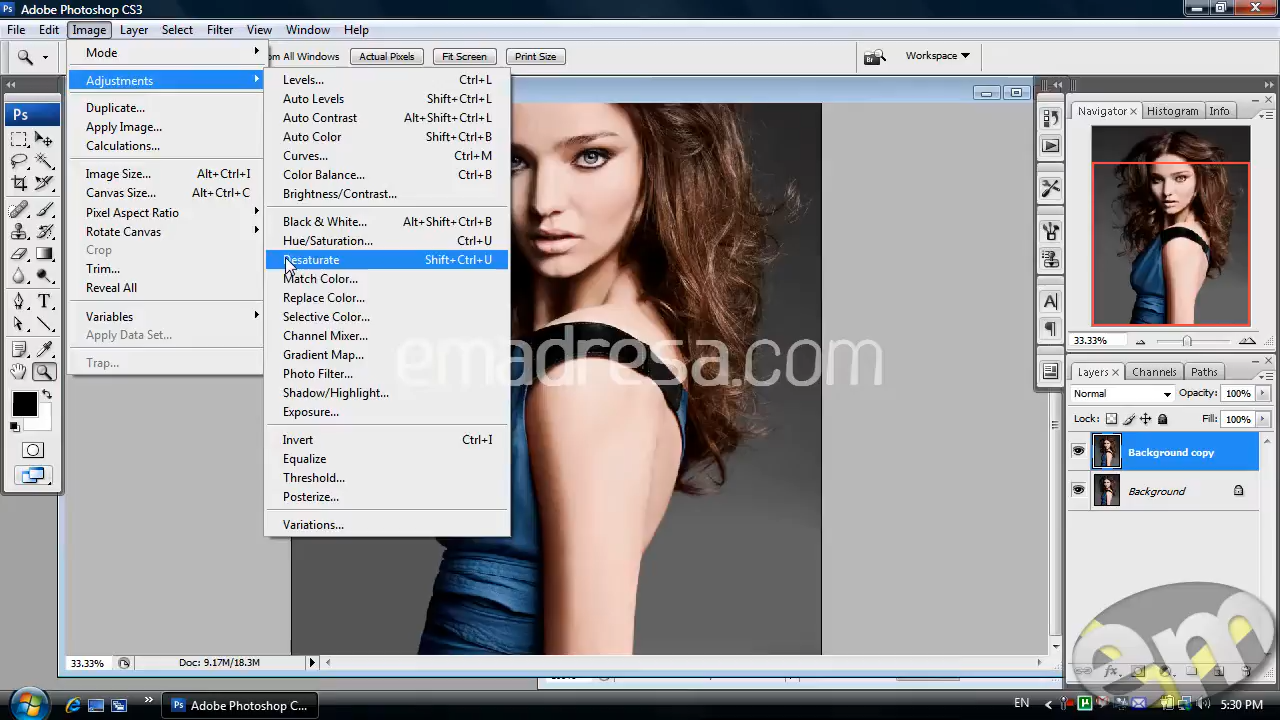 Adobe Photoshop CS3
File Edit Image Layer Select Filter View Window Help
om All Windows Actual Pixels Fit Screen Print Size Workspace
Mode
Adjustments
Duplicate...
Apply Image...
Calculations...
Image Size... Alt+Ctrl+I
Canvas Size... Alt+Ctrl+C
Pixel Aspect Ratio
Rotate Canvas
Crop
Trim...
Reveal All
Variables
Apply Data Set...
Trap...
Levels... Ctrl+L
Auto Levels Shift+Ctrl+L
Auto Contrast Alt+Shift+Ctrl+L
Auto Color Shift+Ctrl+B
Curves... Ctrl+M
Color Balance... Ctrl+B
Brightness/Contrast...
Black & White... Alt+Shift+Ctrl+B
Hue/Saturation... Ctrl+U
Desaturate Shift+Ctrl+U
Match Color...
Replace Color...
Selective Color...
Channel Mixer...
Gradient Map...
Photo Filter...
Shadow/Highlight...
Exposure...
Invert Ctrl+I
Equalize
Threshold...
Posterize...
Variations...
Ps
emadresa.com
Navigator × Histogram Info
33.33%
Layers × Channels Paths
Normal Opacity: 100%
Lock: Fill: 100%
Background copy
Background
33.33% Doc: 9.17M/18.3M
em
Adobe Photoshop C...
EN 5:30 PM